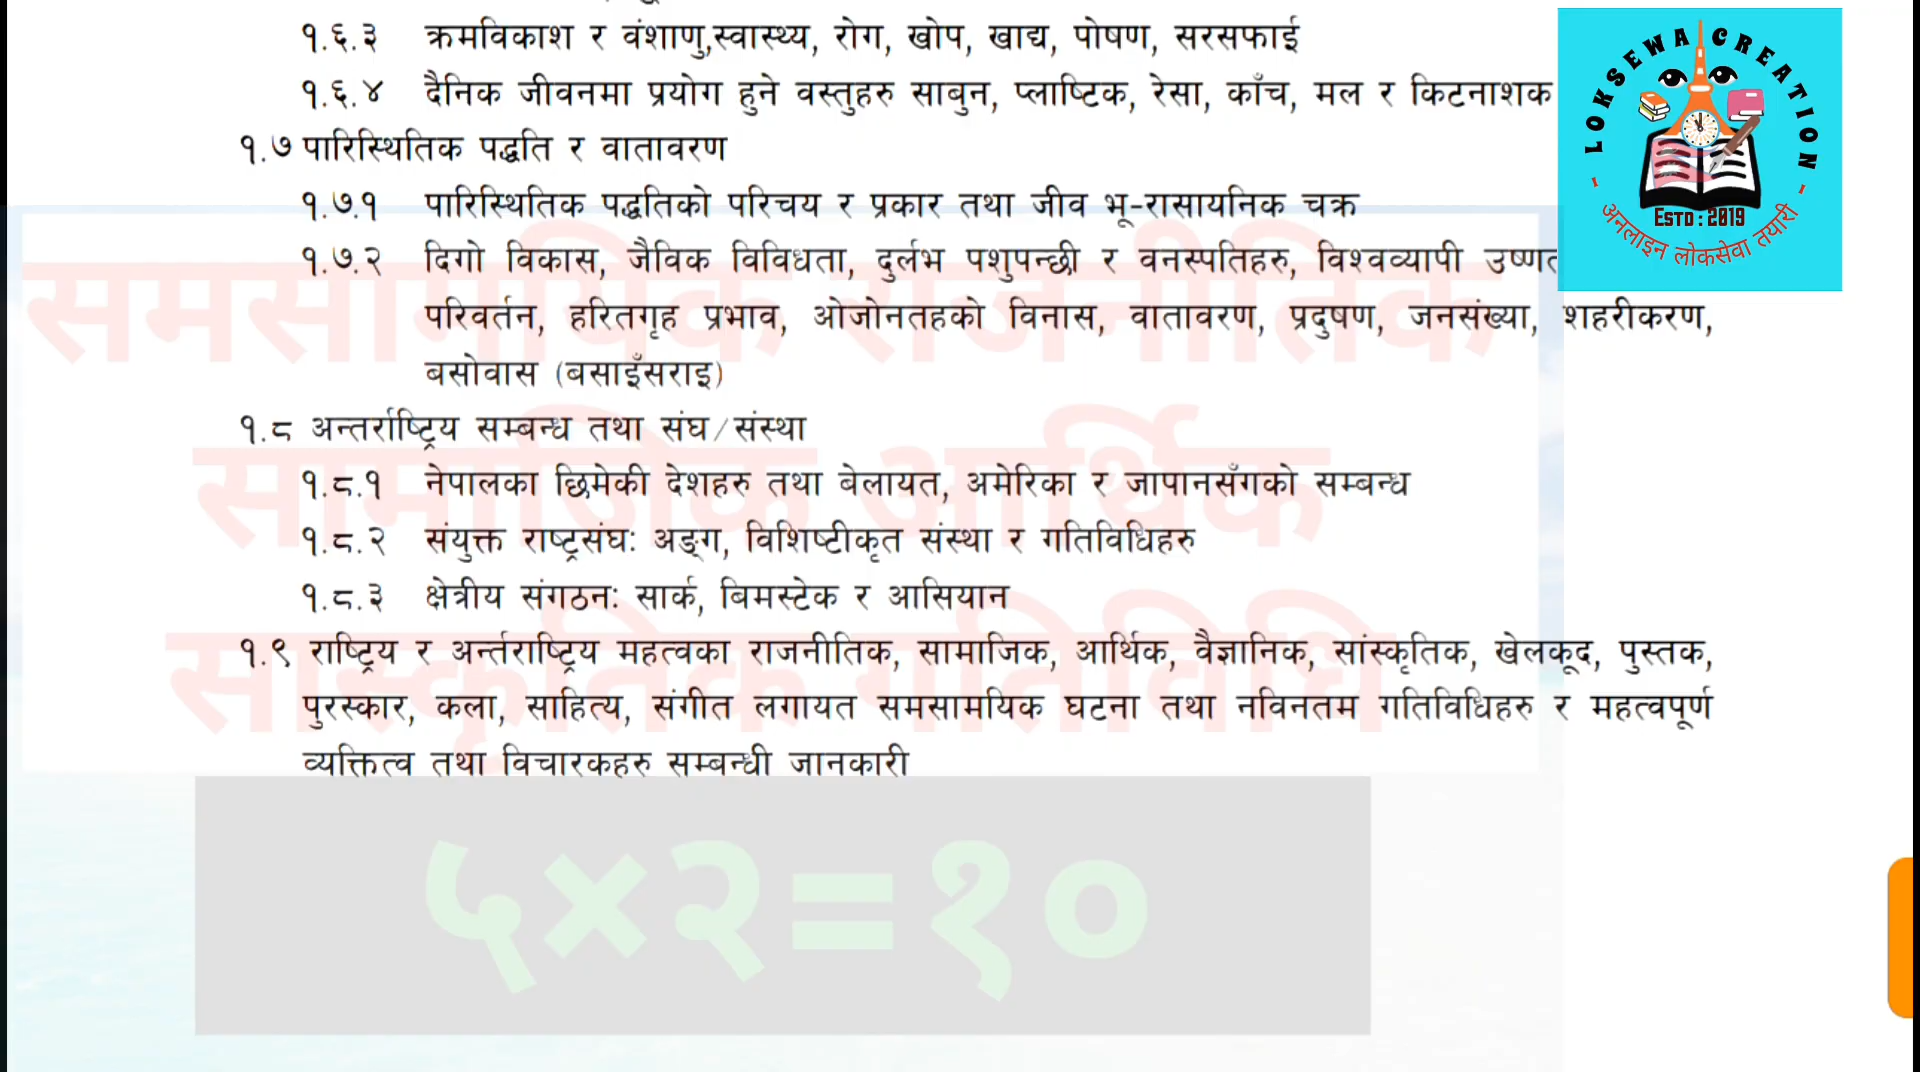 १.६.३ क्रमविकाश र वंशाणु,स्वास्थ्य, रोग, खोप, खाद्य, पोषण, सरसफाई
१.६.४ दैनिक जीवनमा प्रयोग हुने वस्तुहरु साबुन, प्लाष्टिक, रेसा, काँच, मल र किटनाशक
१.७ पारिस्थितिक पद्धति र वातावरण
१.७.१ पारिस्थितिक पद्धतिको परिचय र प्रकार तथा जीव भू-रासायनिक चक्र
१.७.२ दिगो विकास, जैविक विविधता, दुर्लभ पशुपन्छी र वनस्पतिहरु, विश्वव्यापी
परिवर्तन, हरितगृह प्रभाव, ओजोनतहको विनास, वातावरण, प्रदुषण, जनसंख्या, शहरीकरण,
बसोवास (बसाइँसराइ)
१.८ अन्तर्राष्ट्रिय सम्बन्ध तथा संघ/संस्था
१.८.१ नेपालका छिमेकी देशहरु तथा बेलायत, अमेरिका र जापानसँगको सम्बन्ध
१.८.२ संयुक्त राष्ट्रसंघः अङ्ग, विशिष्टीकृत संस्था र गतिविधिहरु
१.८.३ क्षेत्रीय संगठनः सार्क, बिमस्टेक र आसियान
१.९ राष्ट्रिय र अर्न्तराष्ट्रिय महत्वका राजनीतिक, सामाजिक, आर्थिक, वैज्ञानिक, सांस्कृतिक, खेलकूद, पुस्तक,
पुरस्कार, कला, साहित्य, संगीत लगायत समसामयिक घटना तथा नविनतम गतिविधिहरु र महत्वपूर्ण
व्यक्तित्व तथा विचारकहरु सम्बन्धी जानकारी
समसामयिक राजनीतिक
सामाजिक आर्थिक
सास्कृतिक गतिविधि
५×२=१०
LOKSEWA CREATION
ESTD : 2019
- अनलाइन लोकसेवा तयारी -